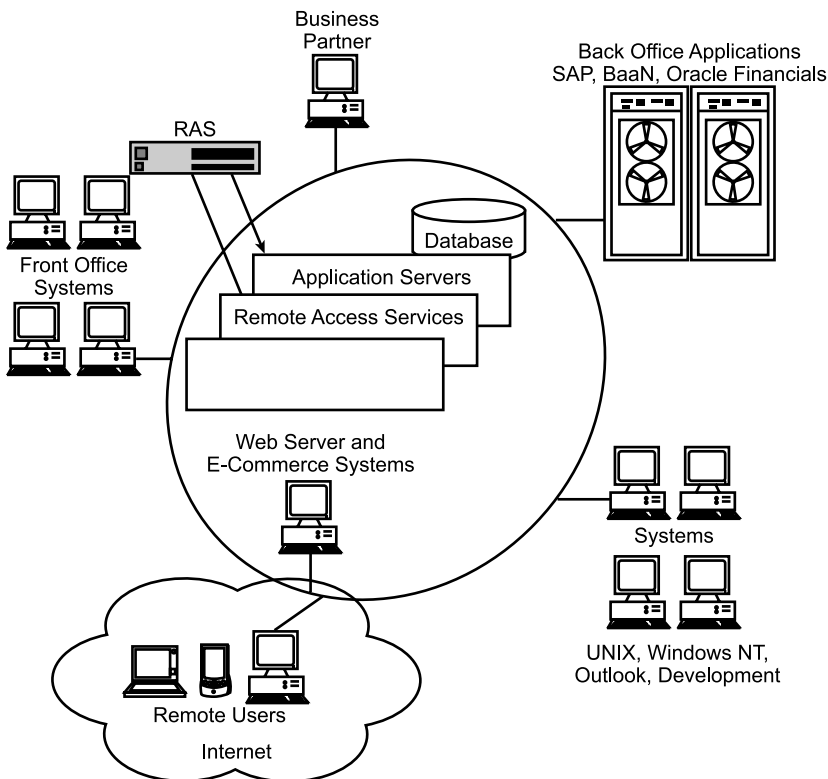 Business
Partner
Back Office Applications
SAP, BaaN, Oracle Financials
RAS
Database
Front Office
Systems
Application Servers
Remote Access Services
Web Server and
E-Commerce Systems
Systems
UNIX, Windows NT,
Outlook, Development
Remote Users
Internet